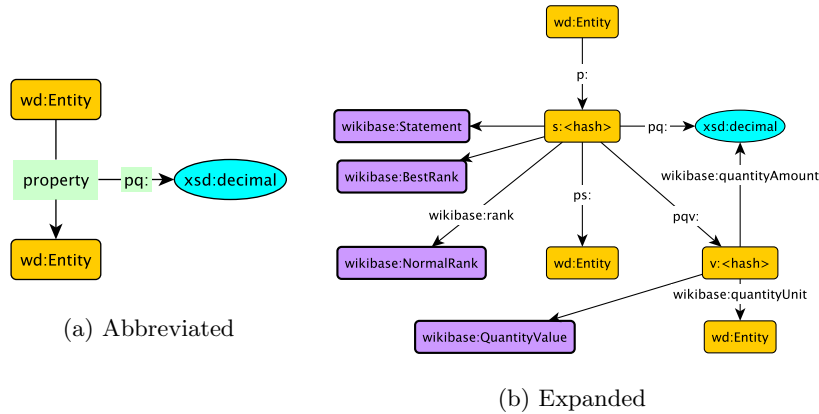 wd:Entity
property
pq:
xsd:decimal
wd:Entity
(a) Abbreviated
wd:Entity
p:
wikibase:Statement
s:<hash>
pq:
xsd:decimal
wikibase:BestRank
wikibase:quantityAmount
ps:
wikibase:rank
pqv:
wikibase:NormalRank
wd:Entity
v:<hash>
wikibase:quantityUnit
wikibase:QuantityValue
wd:Entity
(b) Expanded